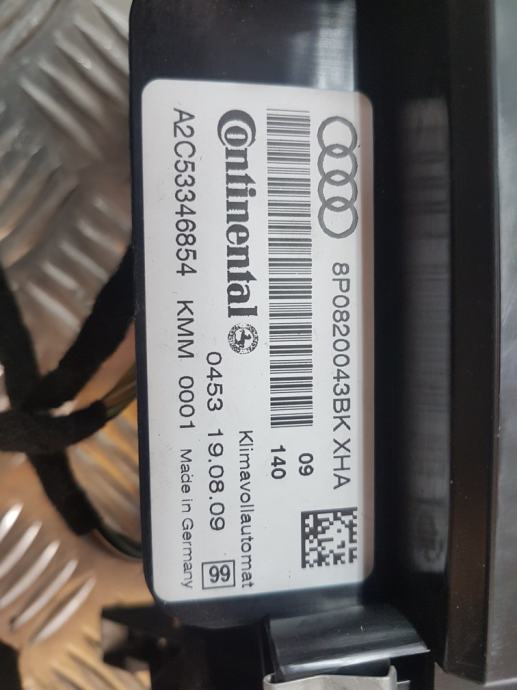 8P0820043BK XHA
09
140
Continental
Klimavollautomat
0453 19.08.09
99
A2C53346854 KMM 0001 Made in Germany